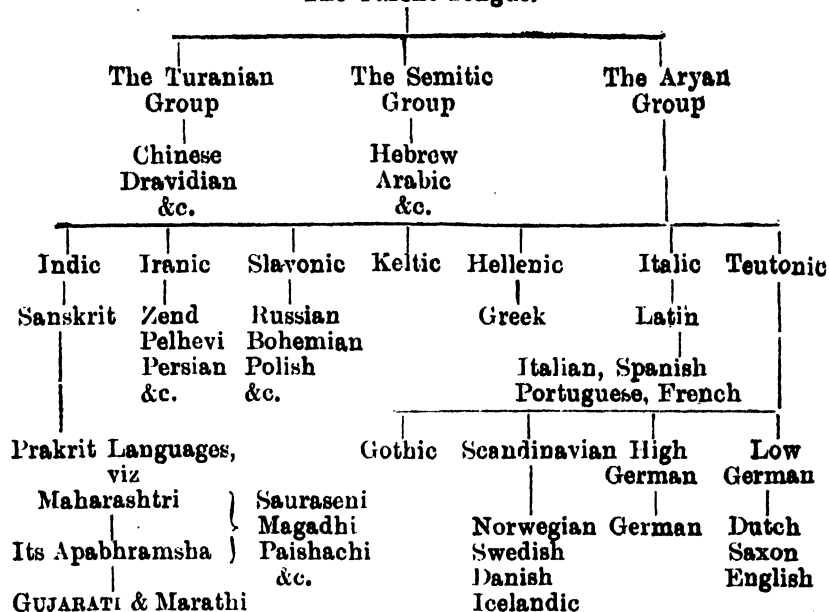 The Turanian The Semitic The Aryan
Group Group Group
Chinese Hebrew
Dravidian Arabic
&c. &c.
Indic Iranic Slavonic Keltic Hellenic Italic Teutonic
Sanskrit Zend Russian Greek Latin
Pelhevi Bohemian
Persian Polish Italian, Spanish
&c. &c. Portuguese, French
Prakrit Languages, Gothic Scandinavian High Low
viz German German
Maharashtri Sauraseni
Magadhi Norwegian German Dutch
Its Apabhramsha Paishachi Swedish Saxon
&c. Danish English
GUJARATI & Marathi Icelandic